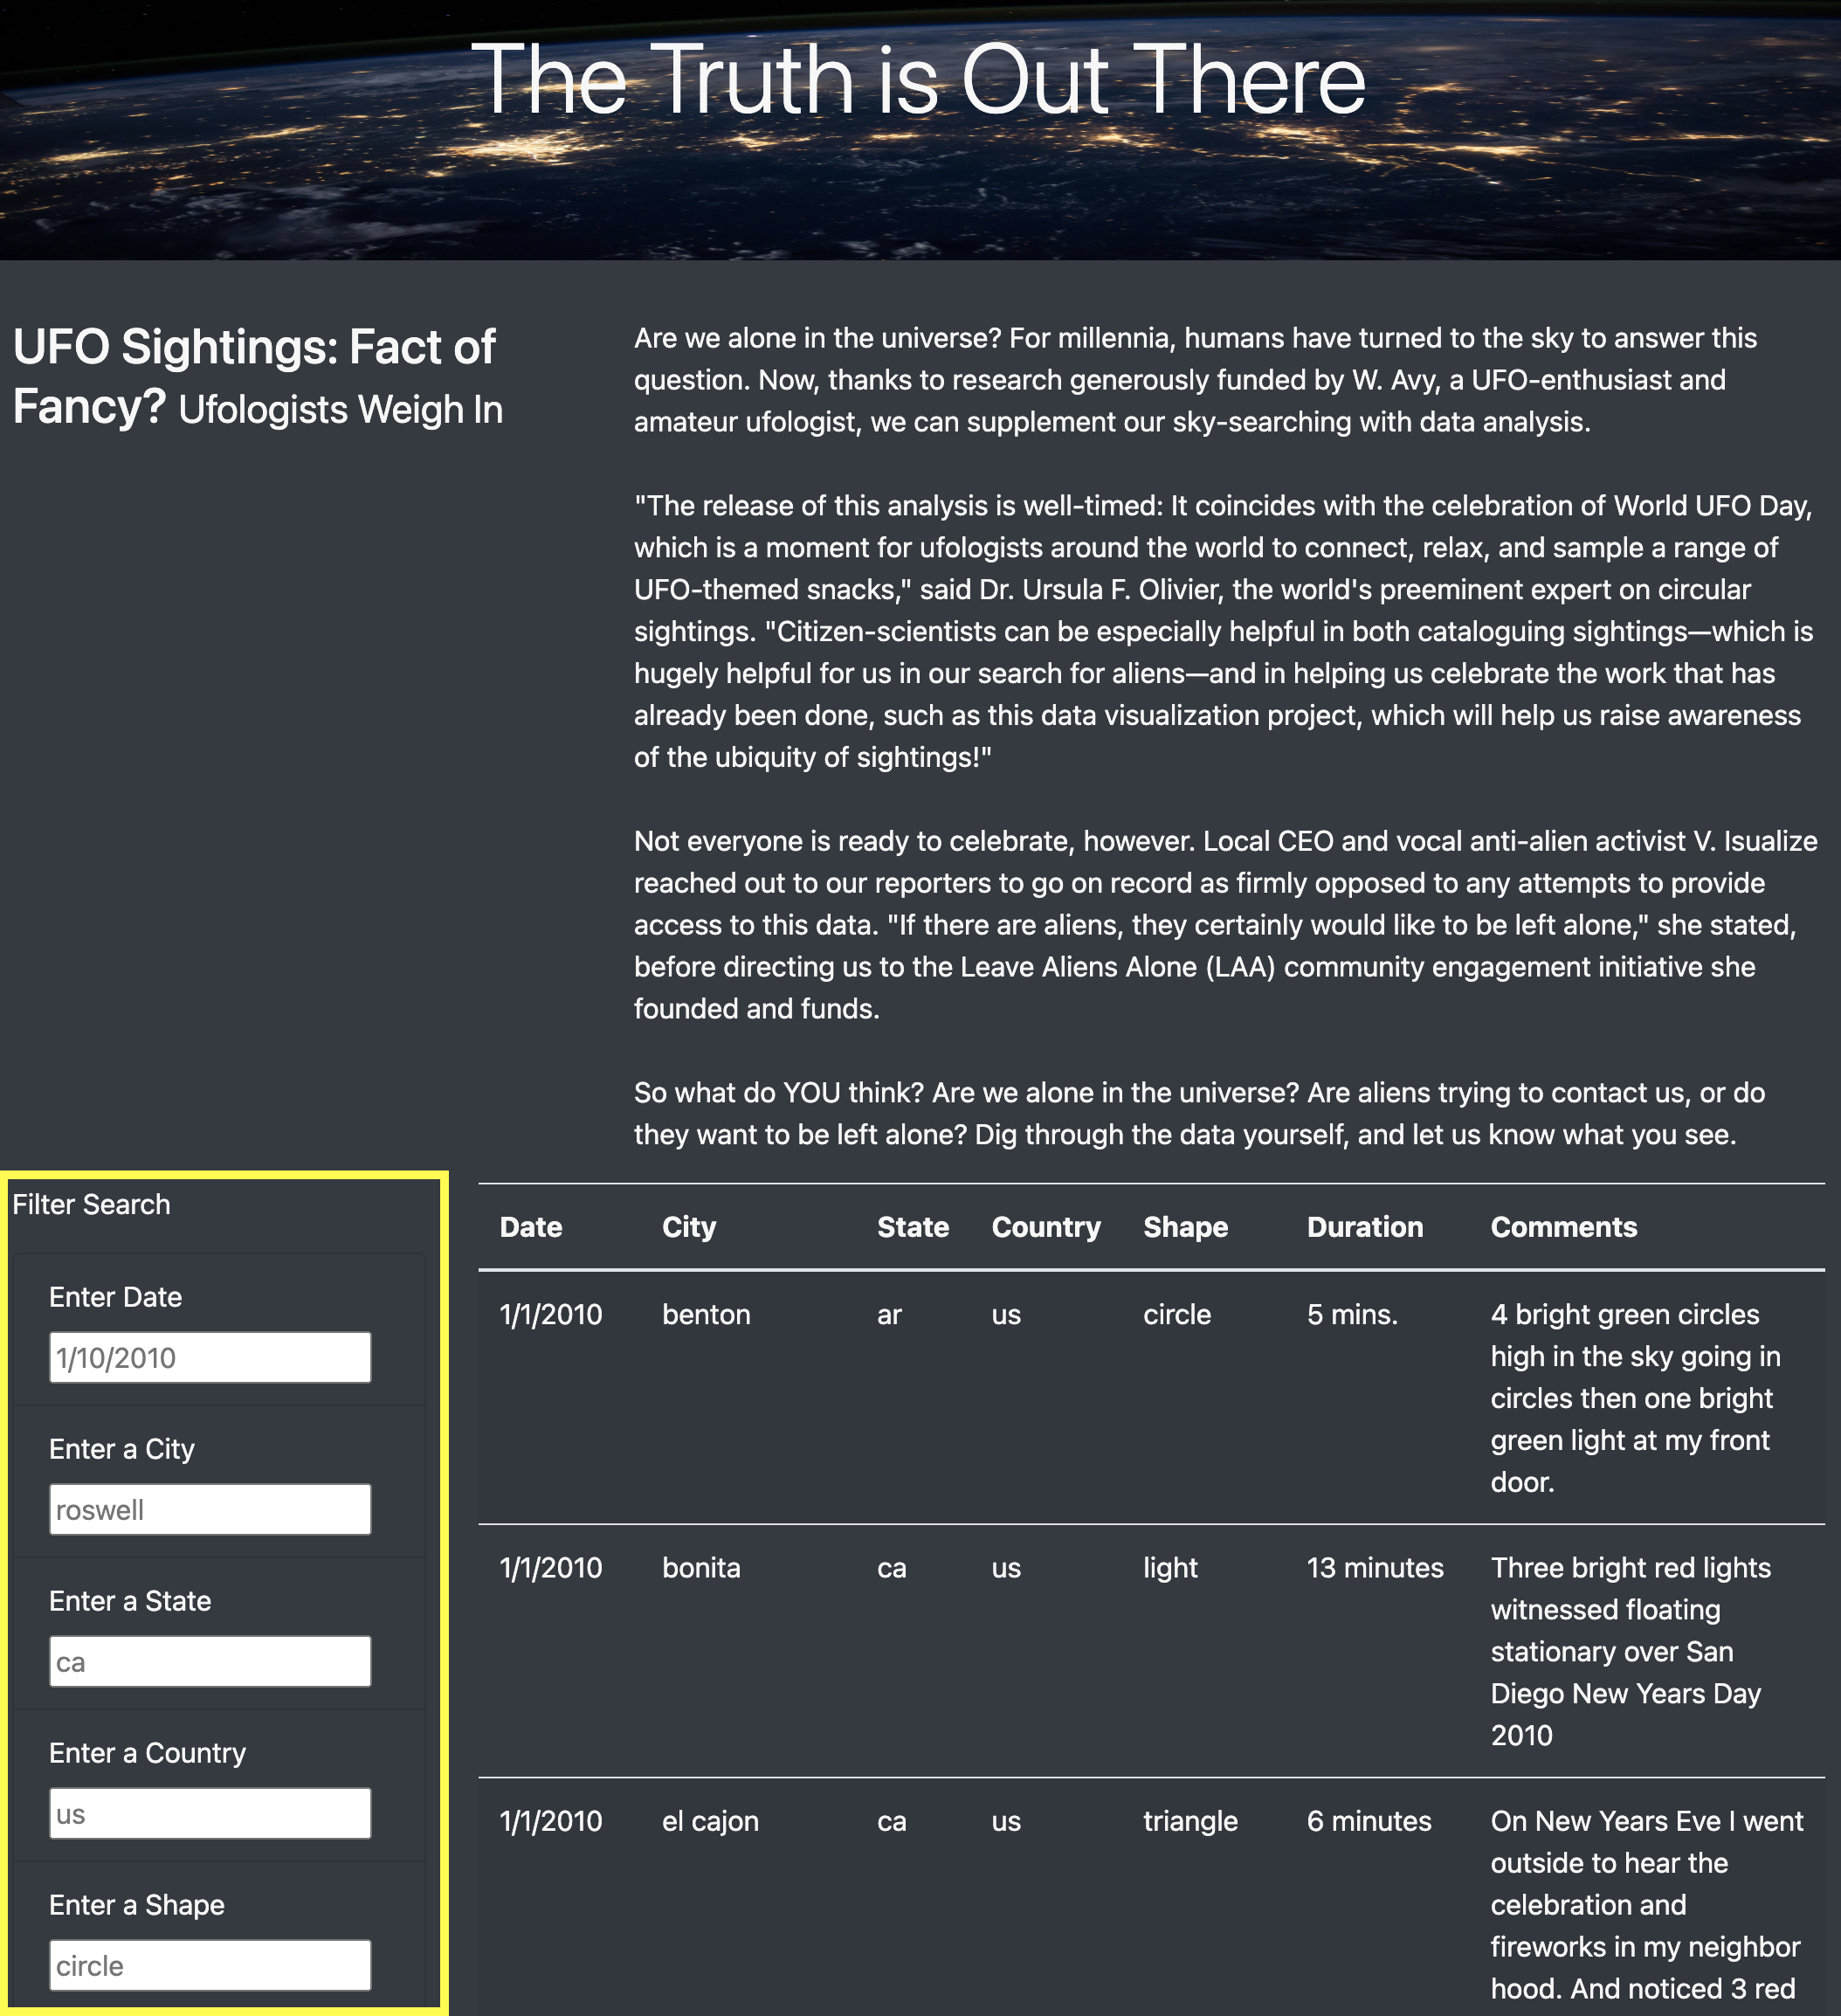 The Truth is Out There
UFO Sightings: Fact of
Fancy? Ufologists Weigh In
Are we alone in the universe? For millennia, humans have turned to the sky to answer this
question. Now, thanks to research generously funded by W. Avy, a UFO-enthusiast and
amateur ufologist, we can supplement our sky-searching with data analysis.
"The release of this analysis is well-timed: It coincides with the celebration of World UFO Day,
which is a moment for ufologists around the world to connect, relax, and sample a range of
UFO-themed snacks," said Dr. Ursula F. Olivier, the world's preeminent expert on circular
sightings. "Citizen-scientists can be especially helpful in both cataloguing sightings—which is
hugely helpful for us in our search for aliens—and in helping us celebrate the work that has
already been done, such as this data visualization project, which will help us raise awareness
of the ubiquity of sightings!"
Not everyone is ready to celebrate, however. Local CEO and vocal anti-alien activist V. Isualize
reached out to our reporters to go on record as firmly opposed to any attempts to provide
access to this data. "If there are aliens, they certainly would like to be left alone," she stated,
before directing us to the Leave Aliens Alone (LAA) community engagement initiative she
founded and funds.
So what do YOU think? Are we alone in the universe? Are aliens trying to contact us, or do
they want to be left alone? Dig through the data yourself, and let us know what you see.
Filter Search
Enter Date
1/10/2010
Enter a City
roswell
Enter a State
ca
Enter a Country
us
Enter a Shape
circle
Date City State Country Shape Duration Comments
1/1/2010 benton ar us circle 5 mins. 4 bright green circles
high in the sky going in
circles then one bright
green light at my front
door.
1/1/2010 bonita ca us light 13 minutes Three bright red lights
witnessed floating
stationary over San
Diego New Years Day
2010
1/1/2010 el cajon ca us triangle 6 minutes On New Years Eve I went
outside to hear the
celebration and
fireworks in my neighbor
hood. And noticed 3 red